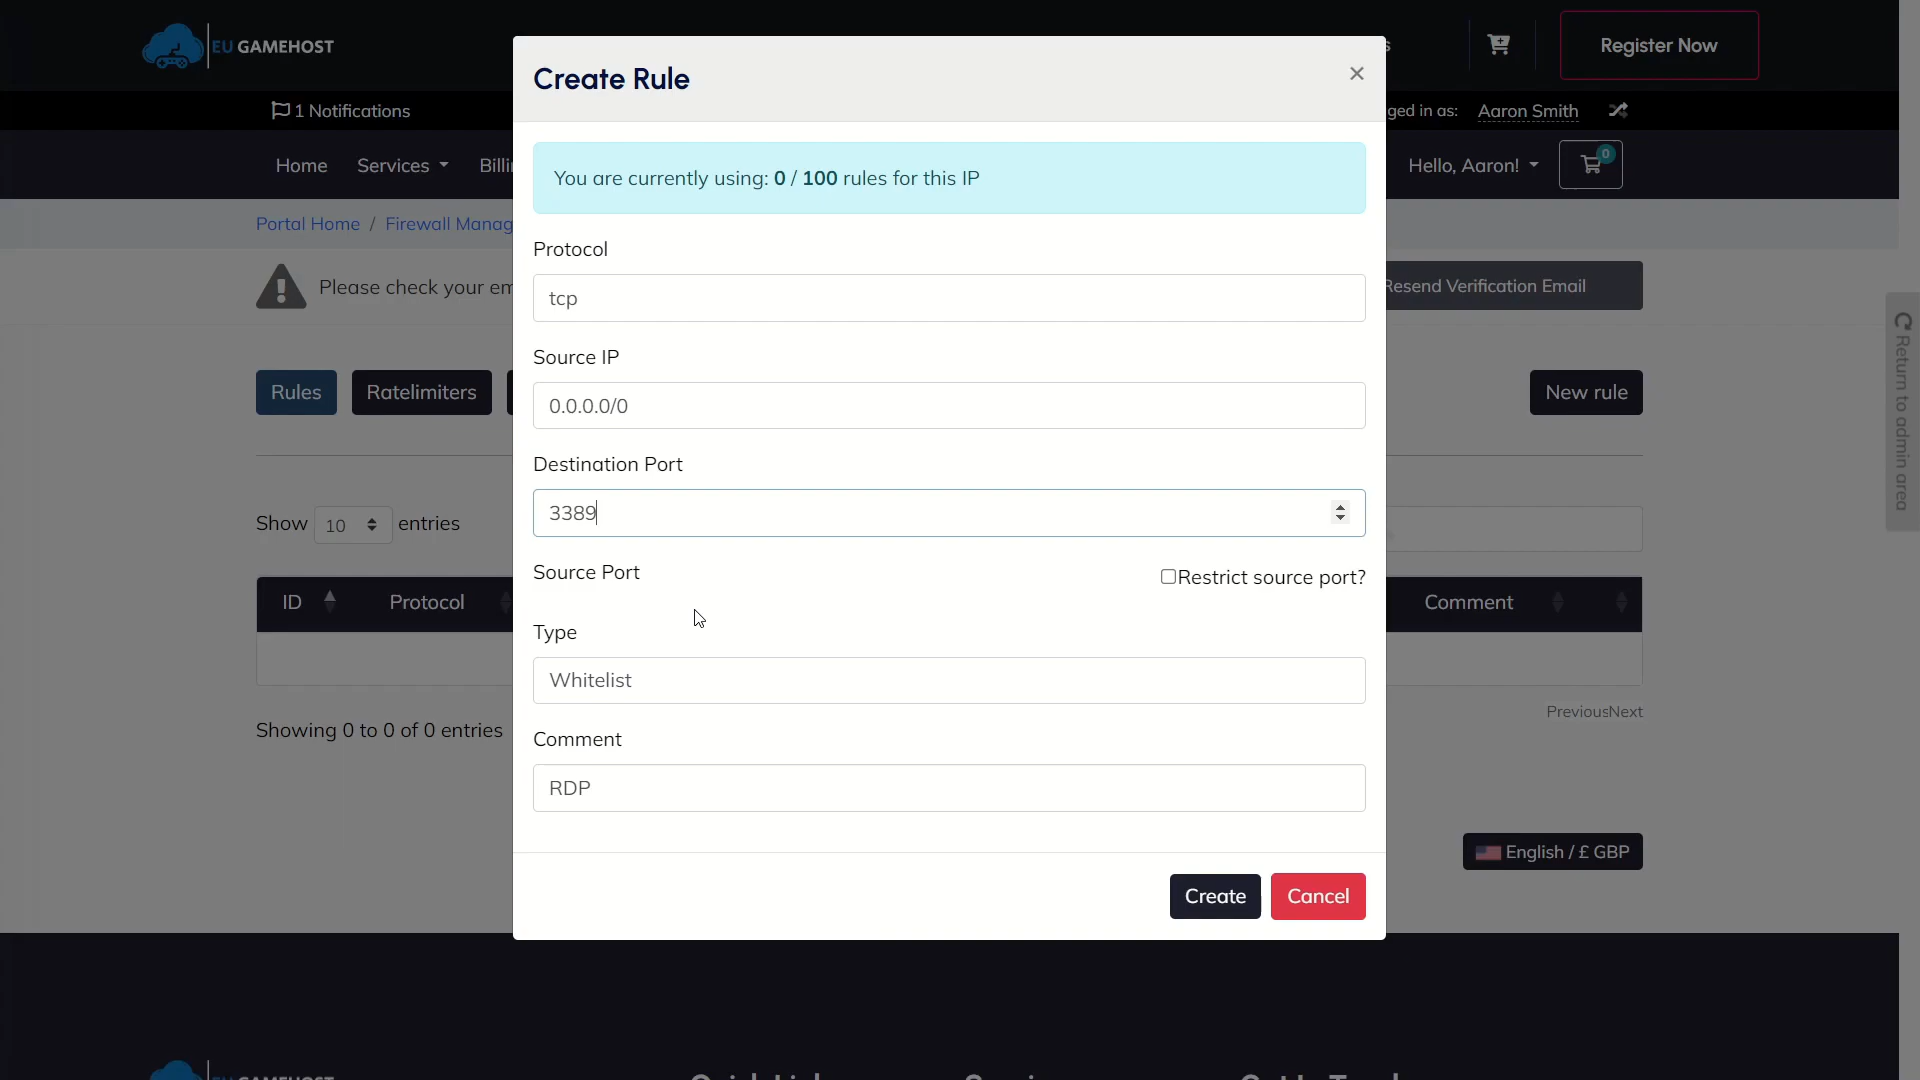 EU GAMEHOST
Register Now
1 Notifications
ged in as: Aaron Smith
Home Services Billi
Hello, Aaron! 0
Portal Home / Firewall Manag
Please check your em
Resend Verification Email
Rules Ratelimiters
New rule
Show 10 entries
ID Protocol
Comment
Showing 0 to 0 of 0 entries
PreviousNext
English / £ GBP
Return to admin area
Create Rule
×
You are currently using: 0 / 100 rules for this IP
Protocol
tcp
Source IP
0.0.0.0/0
Destination Port
3389
Source Port
Restrict source port?
Type
Whitelist
Comment
RDP
Create Cancel